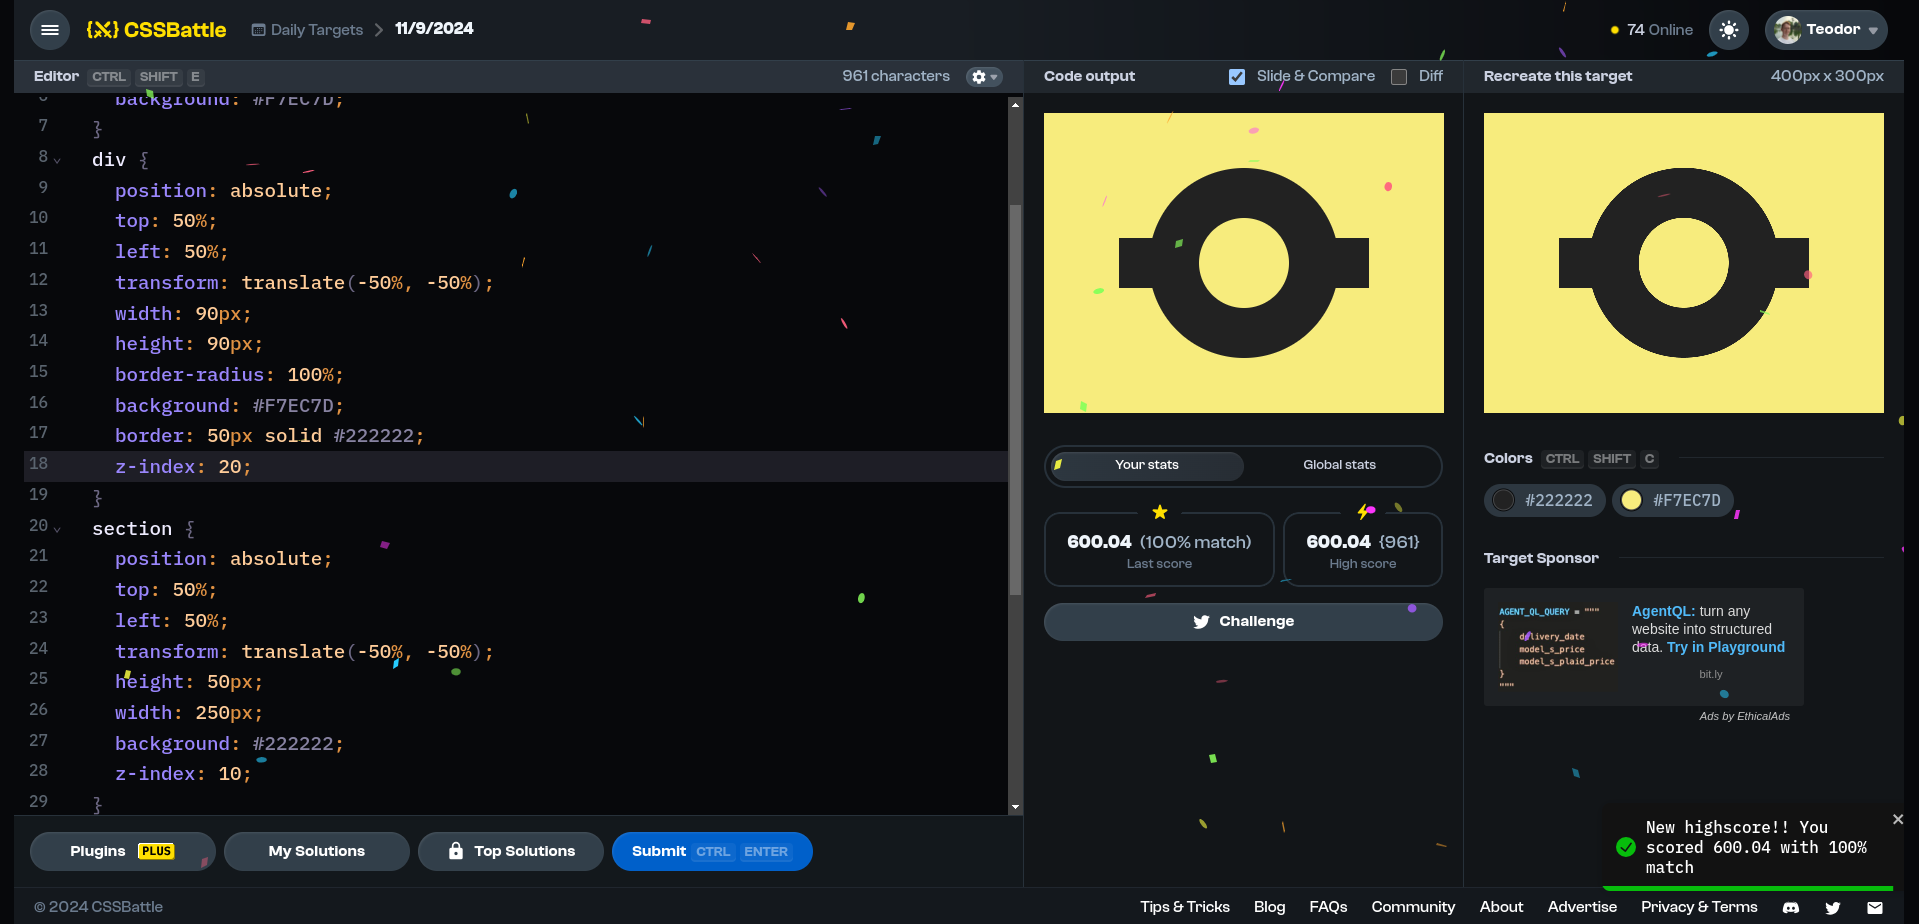 CSSBattle
Daily Targets
11/9/2024
74 Online
Teodor
Editor CTRL SHIFT E
961 characters
6 background: #F7EC7D;
7 }
8 div {
9 position: absolute;
10 top: 50%;
11 left: 50%;
12 transform: translate(-50%, -50%);
13 width: 90px;
14 height: 90px;
15 border-radius: 100%;
16 background: #F7EC7D;
17 border: 50px solid #222222;
18 z-index: 20;
19 }
20 section {
21 position: absolute;
22 top: 50%;
23 left: 50%;
24 transform: translate(-50%, -50%);
25 height: 50px;
26 width: 250px;
27 background: #222222;
28 z-index: 10;
29 }
Plugins PLUS
My Solutions
Top Solutions
Submit CTRL ENTER
Code output
Slide & Compare
Diff
Your stats
Global stats
600.04 (100% match)
Last score
600.04 {961}
High score
Challenge
Recreate this target
400px x 300px
Colors CTRL SHIFT C
#222222
#F7EC7D
Target Sponsor
AGENT_QL_QUERY = """
{
delivery_date
model_s_price
model_s_plaid_price
}
"""
AgentQL: turn any
website into structured
data. Try in Playground
bit.ly
Ads by EthicalAds
New highscore!! You
scored 600.04 with 100%
match
© 2024 CSSBattle
Tips & Tricks
Blog
FAQs
Community
About
Advertise
Privacy & Terms